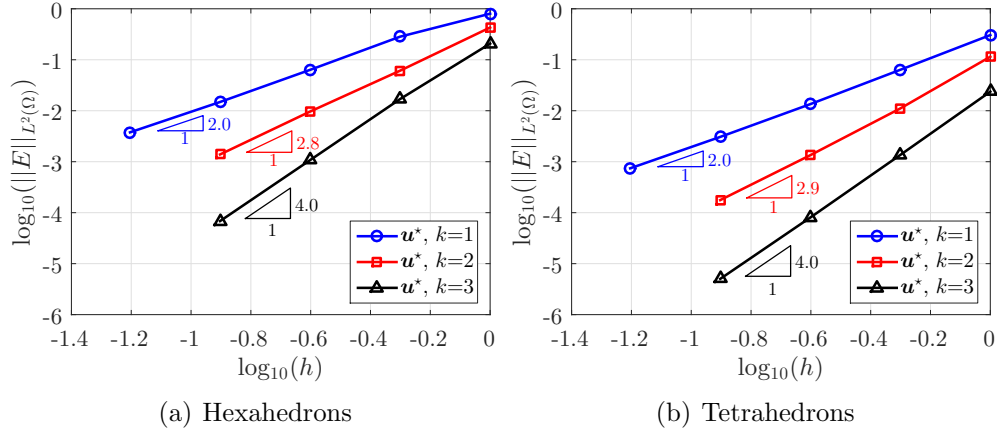 0
-1
-2
-3
-4
-5
-6
log₁₀(||E||_{L²(Ω)})
2.0
1
2.8
1
4.0
1
u⋆, k=1
u⋆, k=2
u⋆, k=3
-1.4 -1.2 -1 -0.8 -0.6 -0.4 -0.2 0
log₁₀(h)
(a) Hexahedrons
0
-1
-2
-3
-4
-5
-6
log₁₀(||E||_{L²(Ω)})
2.0
1
2.9
1
4.0
1
u⋆, k=1
u⋆, k=2
u⋆, k=3
-1.4 -1.2 -1 -0.8 -0.6 -0.4 -0.2 0
log₁₀(h)
(b) Tetrahedrons